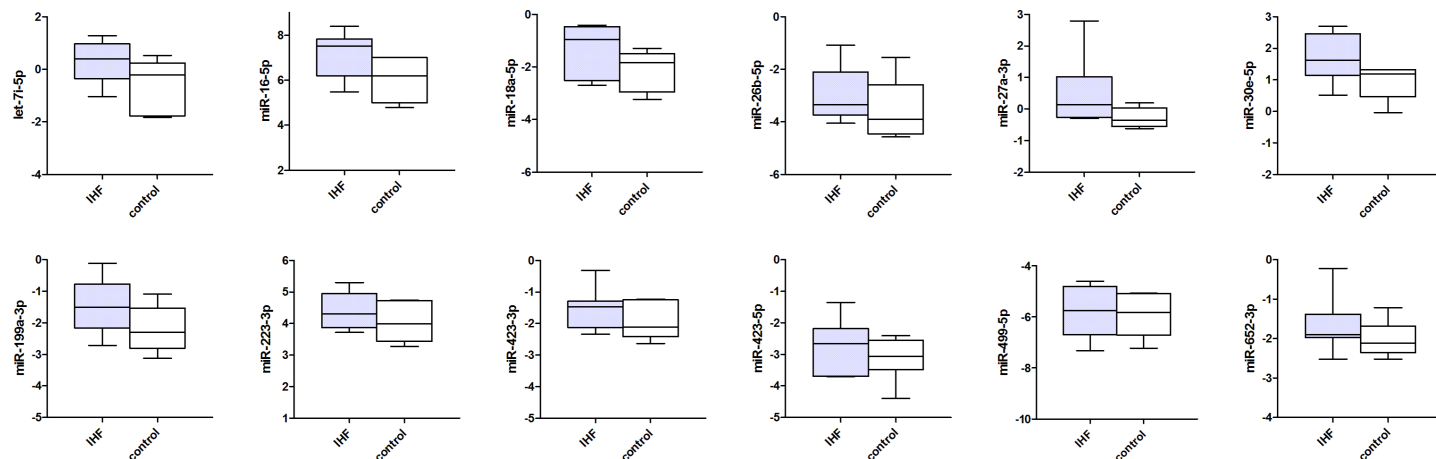 let-7i-5p
2
0
-2
-4
IHF
control
miR-16-5p
8
6
4
2
IHF
control
miR-18a-5p
0
-2
-4
-6
IHF
control
miR-26b-5p
0
-2
-4
-6
IHF
control
miR-27a-3p
3
2
1
0
-1
-2
IHF
control
miR-30e-5p
3
2
1
0
1
-2
IHF
control
miR-199a-3p
0
-1
-2
-3
-4
-5
IHF
control
miR-223-3p
6
5
4
3
2
1
IHF
control
miR-423-3p
0
-1
-2
-3
-4
-5
IHF
control
miR-423-5p
0
-1
-2
-3
-4
-5
IHF
control
miR-499-5p
-4
-6
-8
-10
IHF
control
miR-652-3p
0
-1
-2
-3
-4
IHF
control